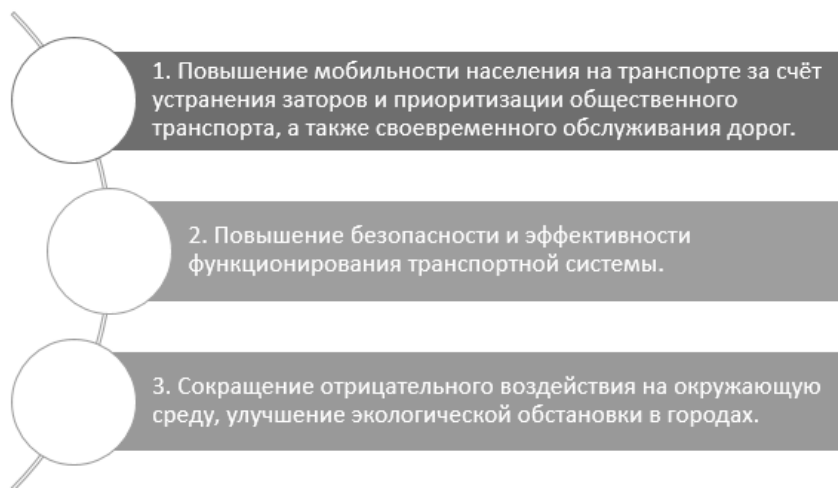 1. Повышение мобильности населения на транспорте за счёт
устранения заторов и приоритизации общественного
транспорта, а также своевременного обслуживания дорог.
2. Повышение безопасности и эффективности
функционирования транспортной системы.
3. Сокращение отрицательного воздействия на окружающую
среду, улучшение экологической обстановки в городах.